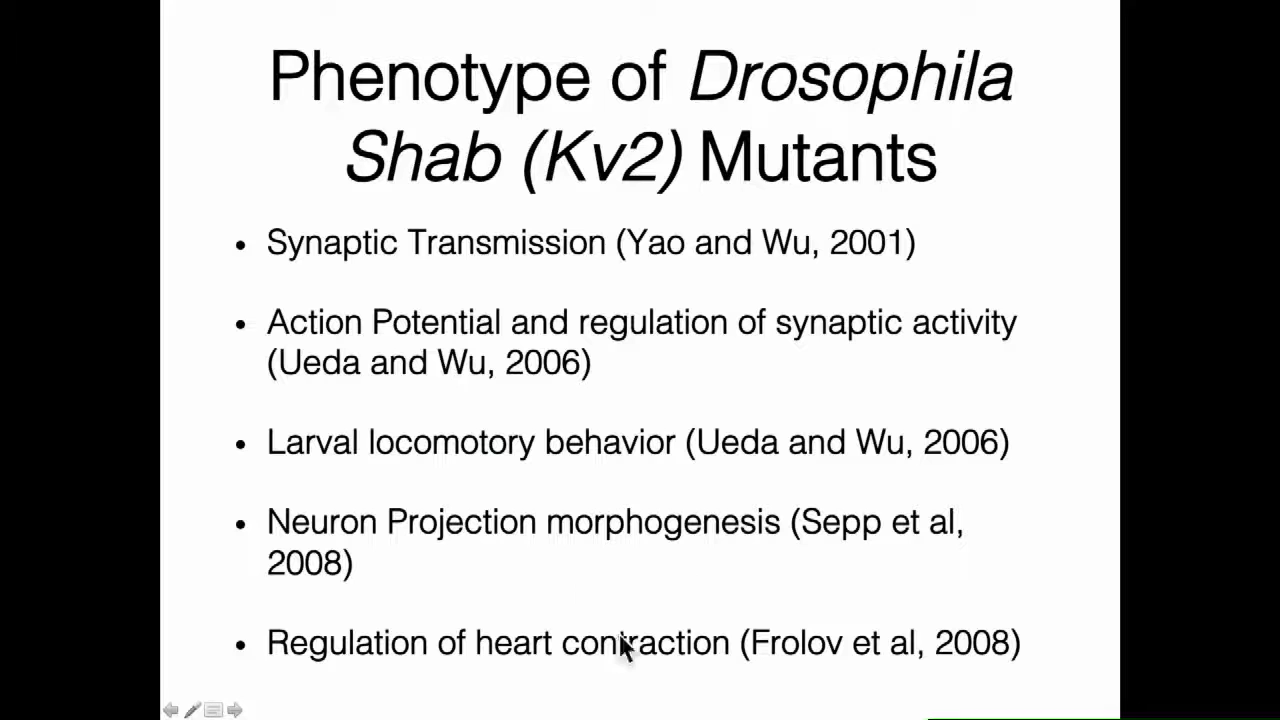 Phenotype of Drosophila
Shab (Kv2) Mutants
• Synaptic Transmission (Yao and Wu, 2001)
• Action Potential and regulation of synaptic activity
(Ueda and Wu, 2006)
• Larval locomotory behavior (Ueda and Wu, 2006)
• Neuron Projection morphogenesis (Sepp et al,
2008)
• Regulation of heart contraction (Frolov et al, 2008)